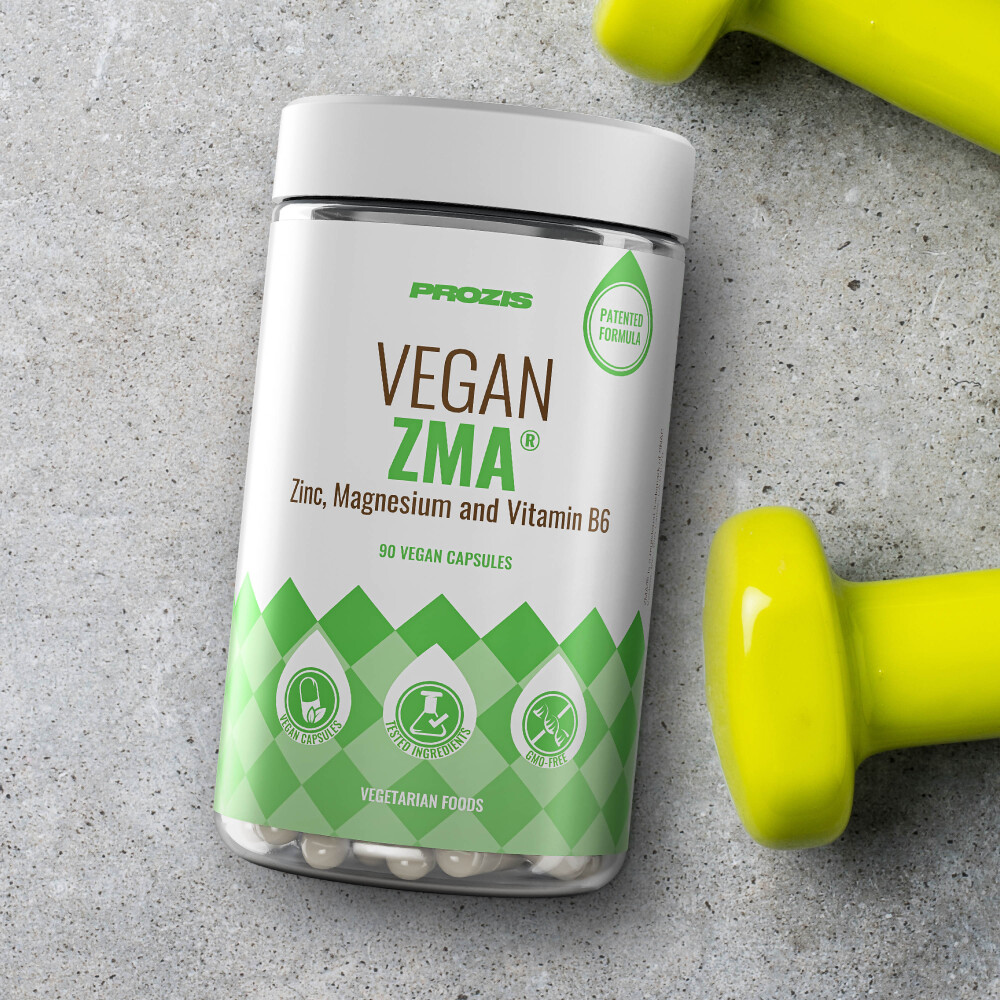 PROZIS
PATENTED
FORMULA
VEGAN
ZMA®
Zinc, Magnesium and Vitamin B6
90 VEGAN CAPSULES
VEGAN CAPSULES
TESTED INGREDIENTS
GMO-FREE
VEGETARIAN FOODS